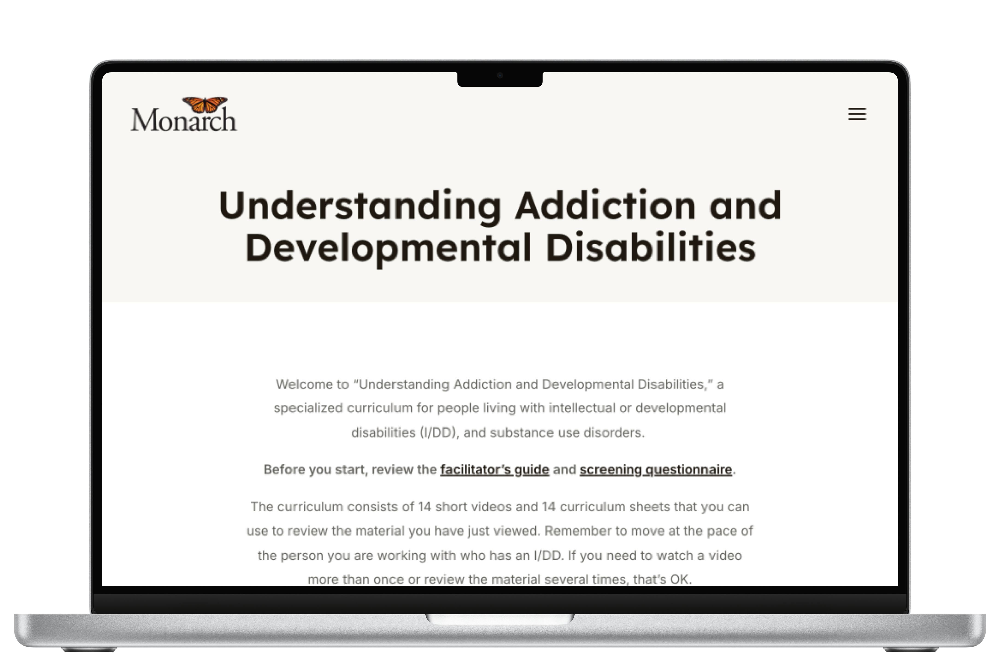 Monarch
Understanding Addiction and
Developmental Disabilities
Welcome to “Understanding Addiction and Developmental Disabilities,” a
specialized curriculum for people living with intellectual or developmental
disabilities (I/DD), and substance use disorders.
Before you start, review the facilitator’s guide and screening questionnaire.
The curriculum consists of 14 short videos and 14 curriculum sheets that you can
use to review the material you have just viewed. Remember to move at the pace of
the person you are working with who has an I/DD. If you need to watch a video
more than once or review the material several times, that’s OK.